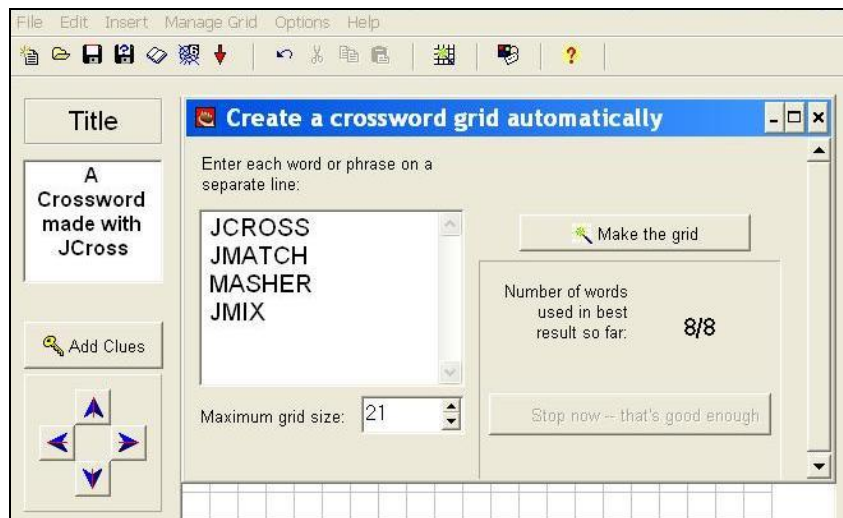 File Edit Insert Manage Grid Options Help
Title
A
Crossword
made with
JCross
Add Clues
Create a crossword grid automatically
Enter each word or phrase on a
separate line:
JCROSS
JMATCH
MASHER
JMIX
Maximum grid size: 21
Make the grid
Number of words
used in best
result so far: 8/8
Stop now -- that's good enough